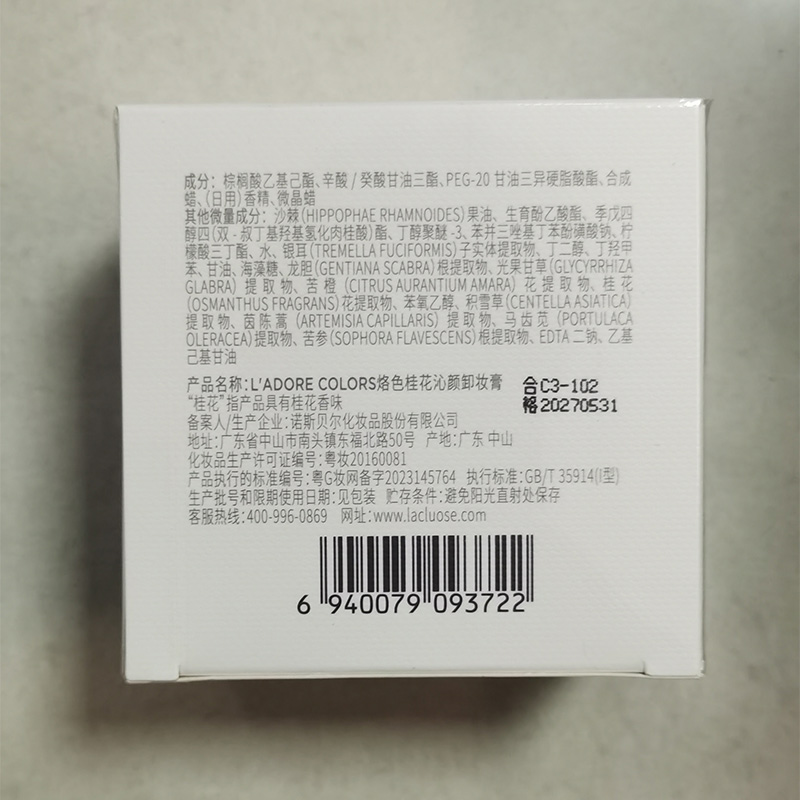 成分：棕榈酸乙基己酯、辛酸/癸酸甘油三酯、PEG-20 甘油三异硬脂酸酯、合成
蜡、(日用)香精、微晶蜡
其他微量成分：沙棘(HIPPOPHAE RHAMNOIDES)果油、生育酚乙酸酯、季戊四
醇四(双-叔丁基羟基氢化肉桂酸)酯、丁醇聚醚-3、苯并三唑基丁苯酚磺酸钠、柠
檬酸三丁酯、水、银耳(TREMELLA FUCIFORMIS)子实体提取物、丁二醇、丁羟甲
苯、甘油、海藻糖、龙胆(GENTIANA SCABRA)根提取物、光果甘草(GLYCYRRHIZA
GLABRA)提取物、苦橙(CITRUS AURANTIUM AMARA)花提取物、桂花
(OSMANTHUS FRAGRANS)花提取物、苯氧乙醇、积雪草(CENTELLA ASIATICA)
提取物、茵陈蒿(ARTEMISIA CAPILLARIS)提取物、马齿苋(PORTULACA
OLERACEA)提取物、苦参(SOPHORA FLAVESCENS)根提取物、EDTA 二钠、乙基
己基甘油
产品名称：L'ADORE COLORS烙色桂花沁颜卸妆膏
“桂花”指产品具有桂花香味
合C3-102
格20270531
备案人/生产企业：诺斯贝尔化妆品股份有限公司
地址：广东省中山市南头镇东福北路50号 产地：广东 中山
化妆品生产许可证编号：粤妆20160081
产品执行的标准编号：粤G妆网备字2023145764 执行标准：GB/T 35914(I型)
生产批号和限期使用日期：见包装 贮存条件：避免阳光直射处保存
客服热线：400-996-0869 网址：www.lacluose.com
6 940079 093722